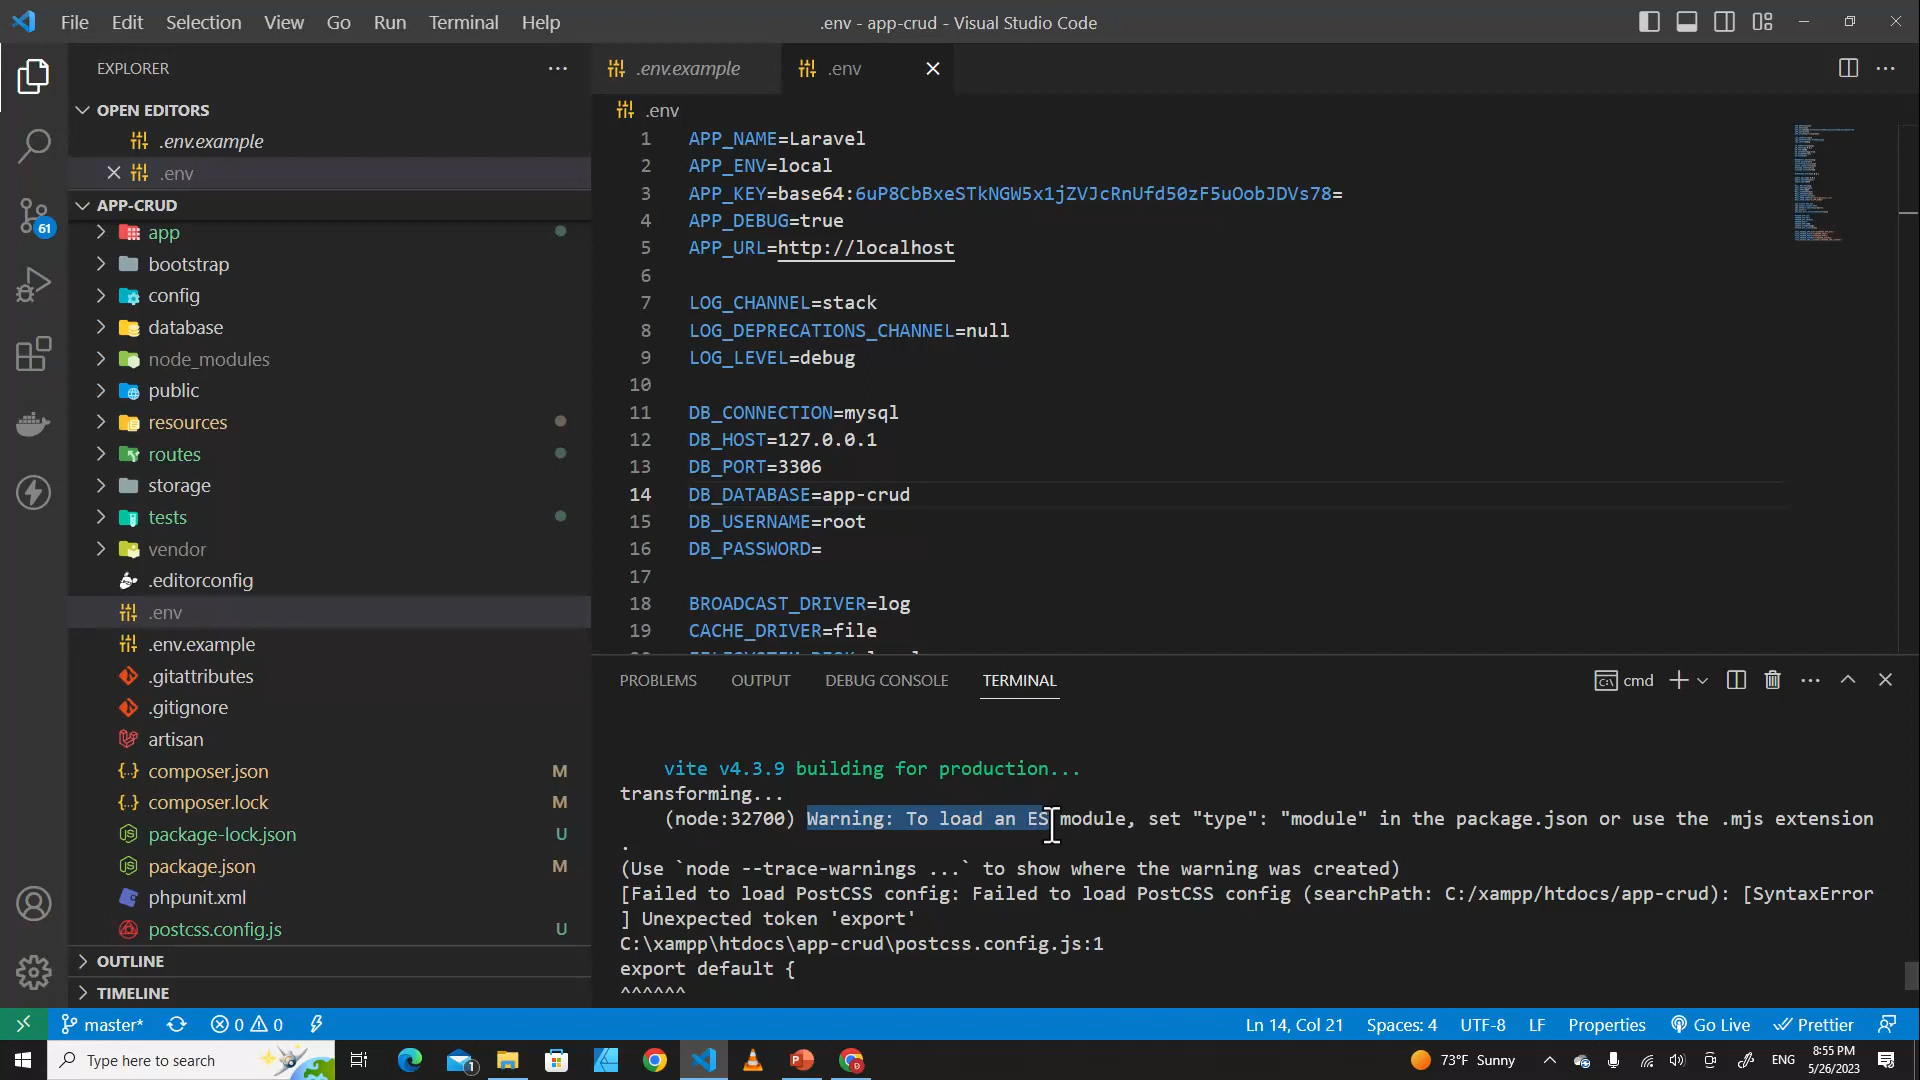 File Edit Selection View Go Run Terminal Help
.env - app-crud - Visual Studio Code
EXPLORER
OPEN EDITORS
.env.example
.env
APP-CRUD
app
bootstrap
config
database
node_modules
public
resources
routes
storage
tests
vendor
.editorconfig
.env
.env.example
.gitattributes
.gitignore
artisan
composer.json M
composer.lock M
package-lock.json U
package.json M
phpunit.xml
postcss.config.js U
OUTLINE
TIMELINE
61
.env.example .env
.env
1 APP_NAME=Laravel
2 APP_ENV=local
3 APP_KEY=base64:6uP8CbBxeSTkNGW5x1jZVJcRnUfd50zF5uOobJDVs78=
4 APP_DEBUG=true
5 APP_URL=http://localhost
6
7 LOG_CHANNEL=stack
8 LOG_DEPRECATIONS_CHANNEL=null
9 LOG_LEVEL=debug
10
11 DB_CONNECTION=mysql
12 DB_HOST=127.0.0.1
13 DB_PORT=3306
14 DB_DATABASE=app-crud
15 DB_USERNAME=root
16 DB_PASSWORD=
17
18 BROADCAST_DRIVER=log
19 CACHE_DRIVER=file
PROBLEMS OUTPUT DEBUG CONSOLE TERMINAL
cmd
vite v4.3.9 building for production...
transforming...
(node:32700) Warning: To load an ES module, set "type": "module" in the package.json or use the .mjs extension
.
(Use `node --trace-warnings ...` to show where the warning was created)
[Failed to load PostCSS config: Failed to load PostCSS config (searchPath: C:/xampp/htdocs/app-crud): [SyntaxError
] Unexpected token 'export'
C:\xampp\htdocs\app-crud\postcss.config.js:1
export default {
^^^^^^
master* 0 0 Ln 14, Col 21 Spaces: 4 UTF-8 LF Properties Go Live Prettier
Type here to search
1
73°F Sunny ENG
8:55 PM
5/26/2023